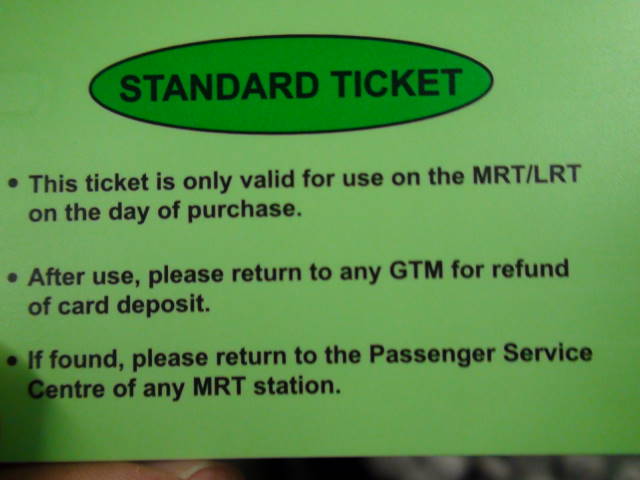 STANDARD TICKET
• This ticket is only valid for use on the MRT/LRT
on the day of purchase.
• After use, please return to any GTM for refund
of card deposit.
• If found, please return to the Passenger Service
Centre of any MRT station.